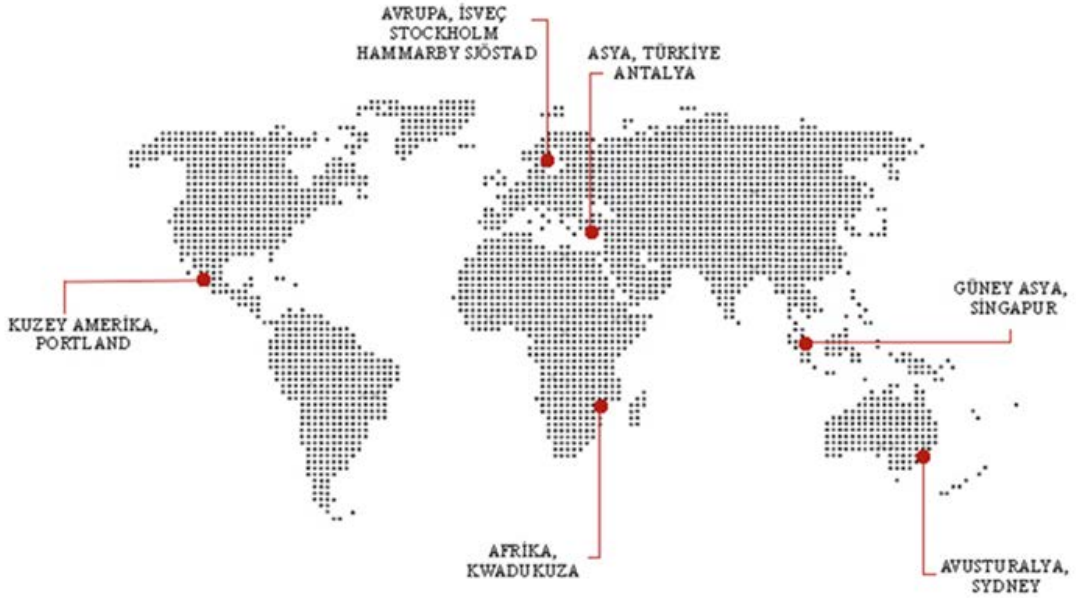 AVRUPA, İSVEÇ
STOCKHOLM
HAMMARBY SJÖSTAD
ASYA, TÜRKİYE
ANTALYA
GÜNEY ASYA,
SİNGAPUR
KUZEY AMERİKA,
PORTLAND
AFRİKA,
KWADUKUZA
AVUSTURALYA,
SYDNEY